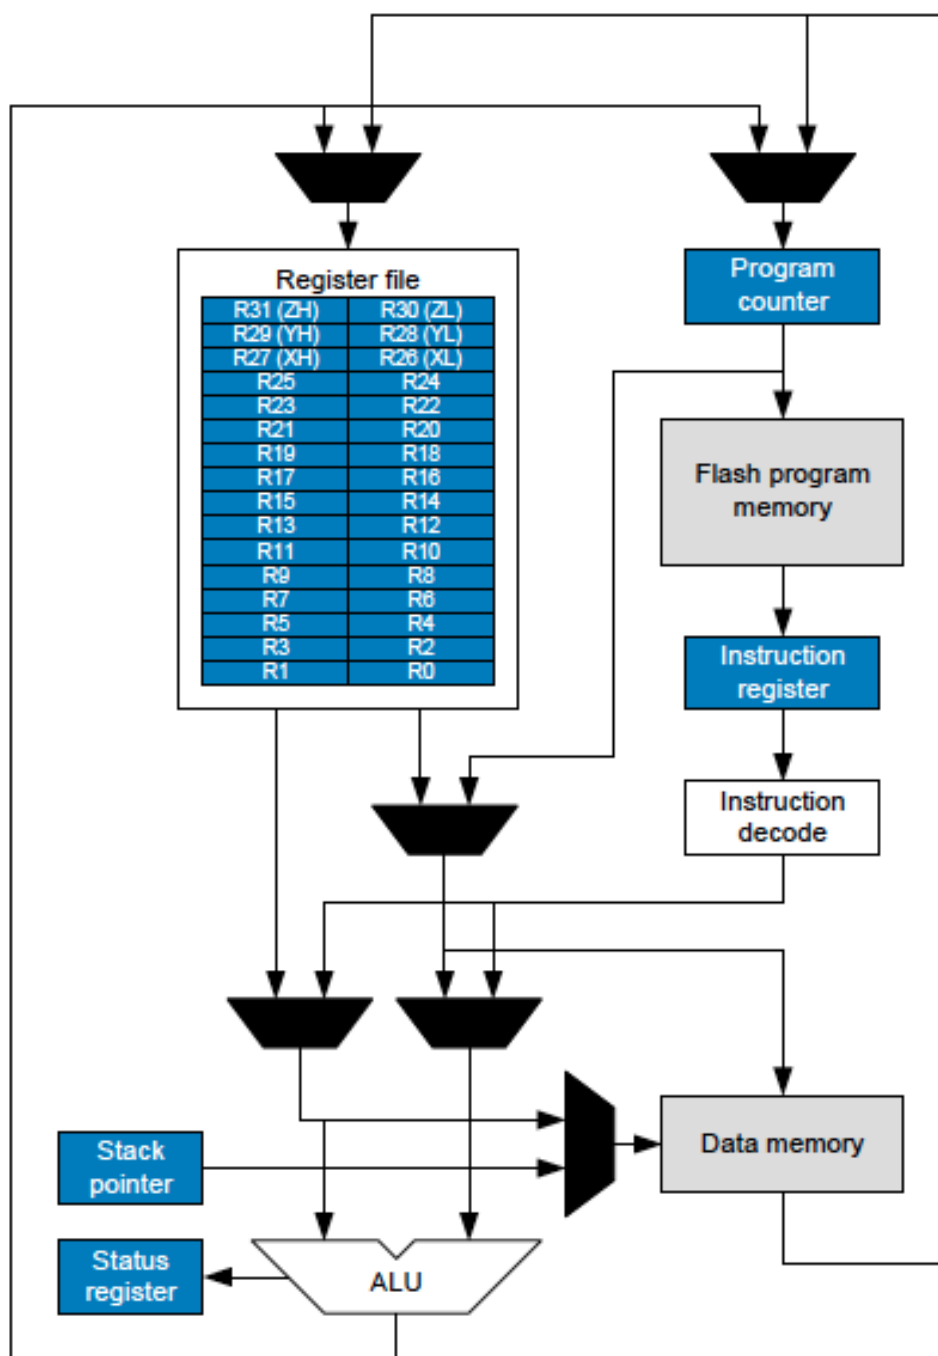 Register file
R31 (ZH) R30 (ZL)
R29 (YH) R28 (YL)
R27 (XH) R26 (XL)
R25 R24
R23 R22
R21 R20
R19 R18
R17 R16
R15 R14
R13 R12
R11 R10
R9 R8
R7 R6
R5 R4
R3 R2
R1 R0
Program
counter
Flash program
memory
Instruction
register
Instruction
decode
Stack
pointer
Data memory
Status
register
ALU